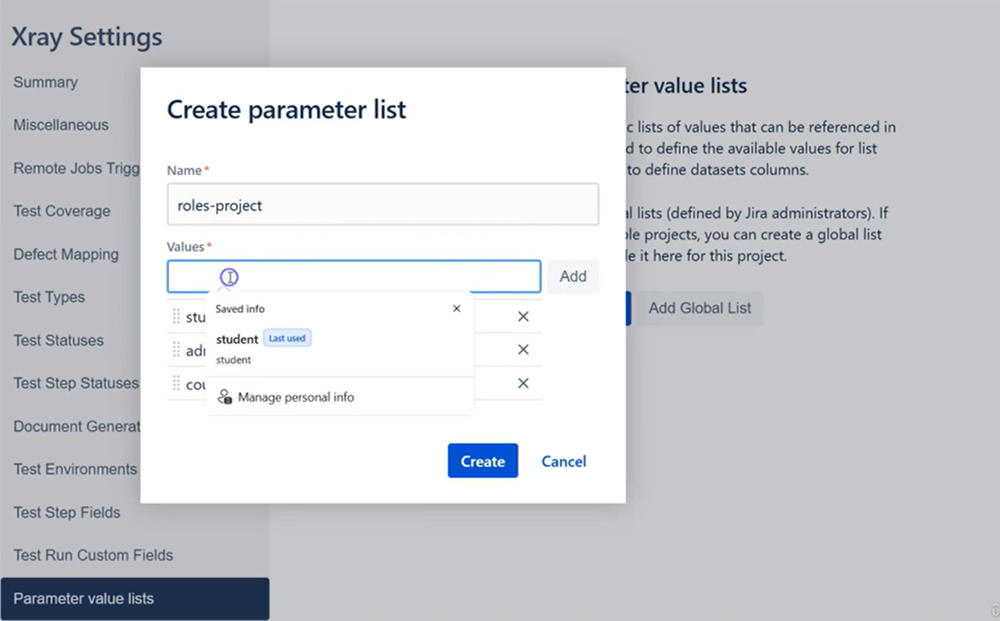 Xray Settings
Summary
Miscellaneous
Remote Jobs Trigg
Test Coverage
Defect Mapping
Test Types
Test Statuses
Test Step Statuses
Document Generat
Test Environments
Test Step Fields
Test Run Custom Fields
Parameter value lists
Create parameter list
Name*
roles-project
Values*
Add
Saved info
student Last used
student
Manage personal info
stu
adr
cou
Create
Cancel
ter value lists
c lists of values that can be referenced in
d to define the available values for list
to define datasets columns.
al lists (defined by Jira administrators). If
ble projects, you can create a global list
le it here for this project.
Add Global List